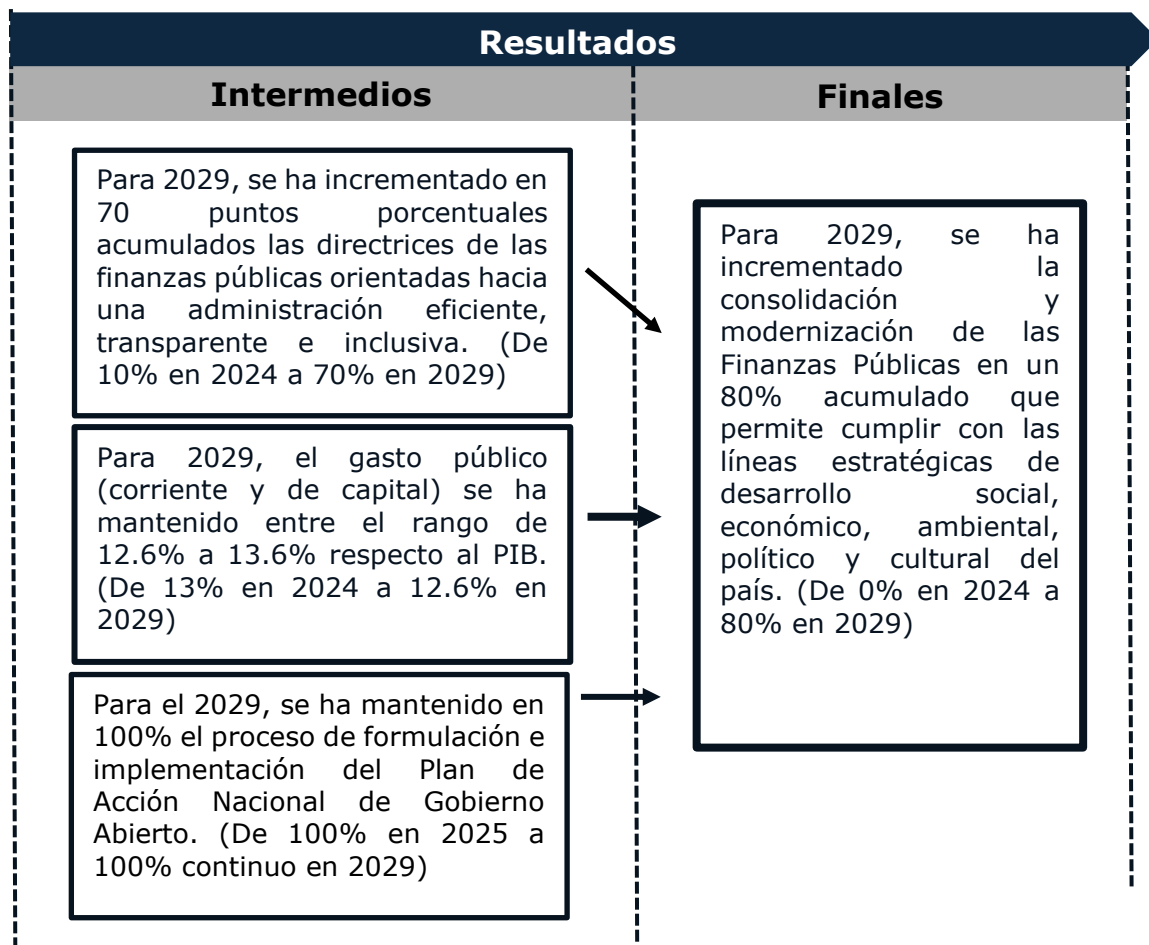 Resultados
Intermedios
Finales
Para 2029, se ha incrementado en
70 puntos porcentuales
acumulados las directrices de las
finanzas públicas orientadas hacia
una administración eficiente,
transparente e inclusiva. (De
10% en 2024 a 70% en 2029)
Para 2029, el gasto público
(corriente y de capital) se ha
mantenido entre el rango de
12.6% a 13.6% respecto al PIB.
(De 13% en 2024 a 12.6% en
2029)
Para el 2029, se ha mantenido en
100% el proceso de formulación e
implementación del Plan de
Acción Nacional de Gobierno
Abierto. (De 100% en 2025 a
100% continuo en 2029)
Para 2029, se ha
incrementado la
consolidación y
modernización de las
Finanzas Públicas en un
80% acumulado que
permite cumplir con las
líneas estratégicas de
desarrollo social,
económico, ambiental,
político y cultural del
país. (De 0% en 2024 a
80% en 2029)